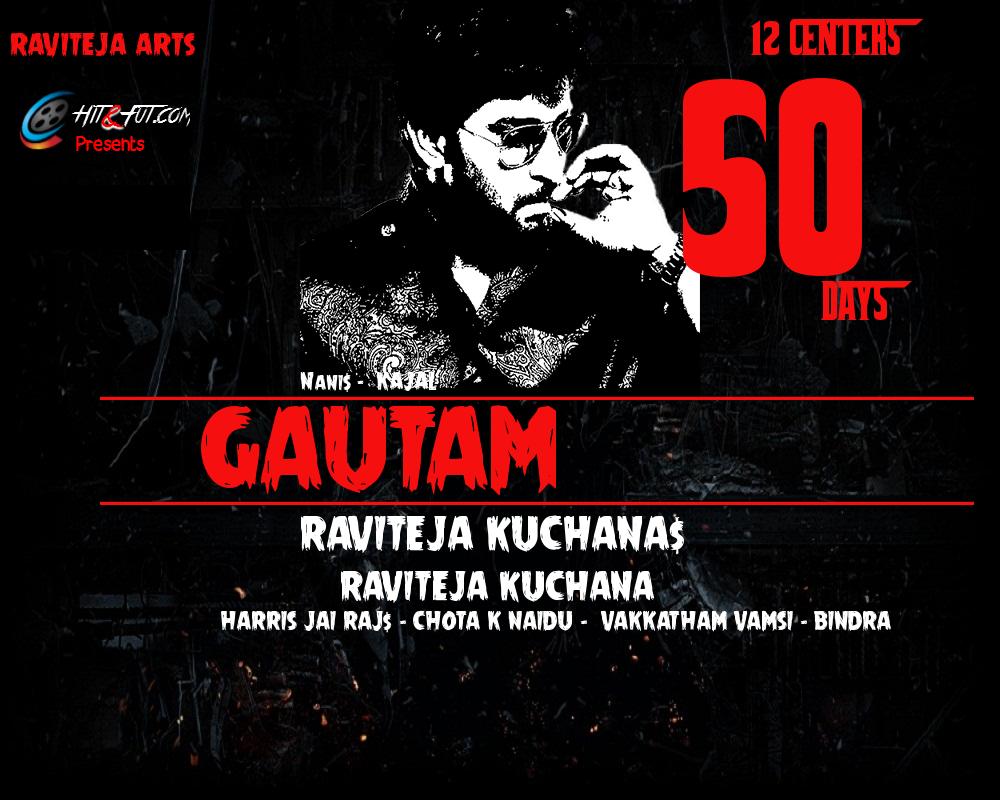 RAVITEJA ARTS
HIT&FUT.COM
Presents
12 CENTERS
50
DAYS
NANI$ - KAJAL
GAUTAM
RAVITEJA KUCHANA$
RAVITEJA KUCHANA
HARRIS JAI RAJ$ - CHOTA K NAIDU - VAKKATHAM VAMSI - BINDRA